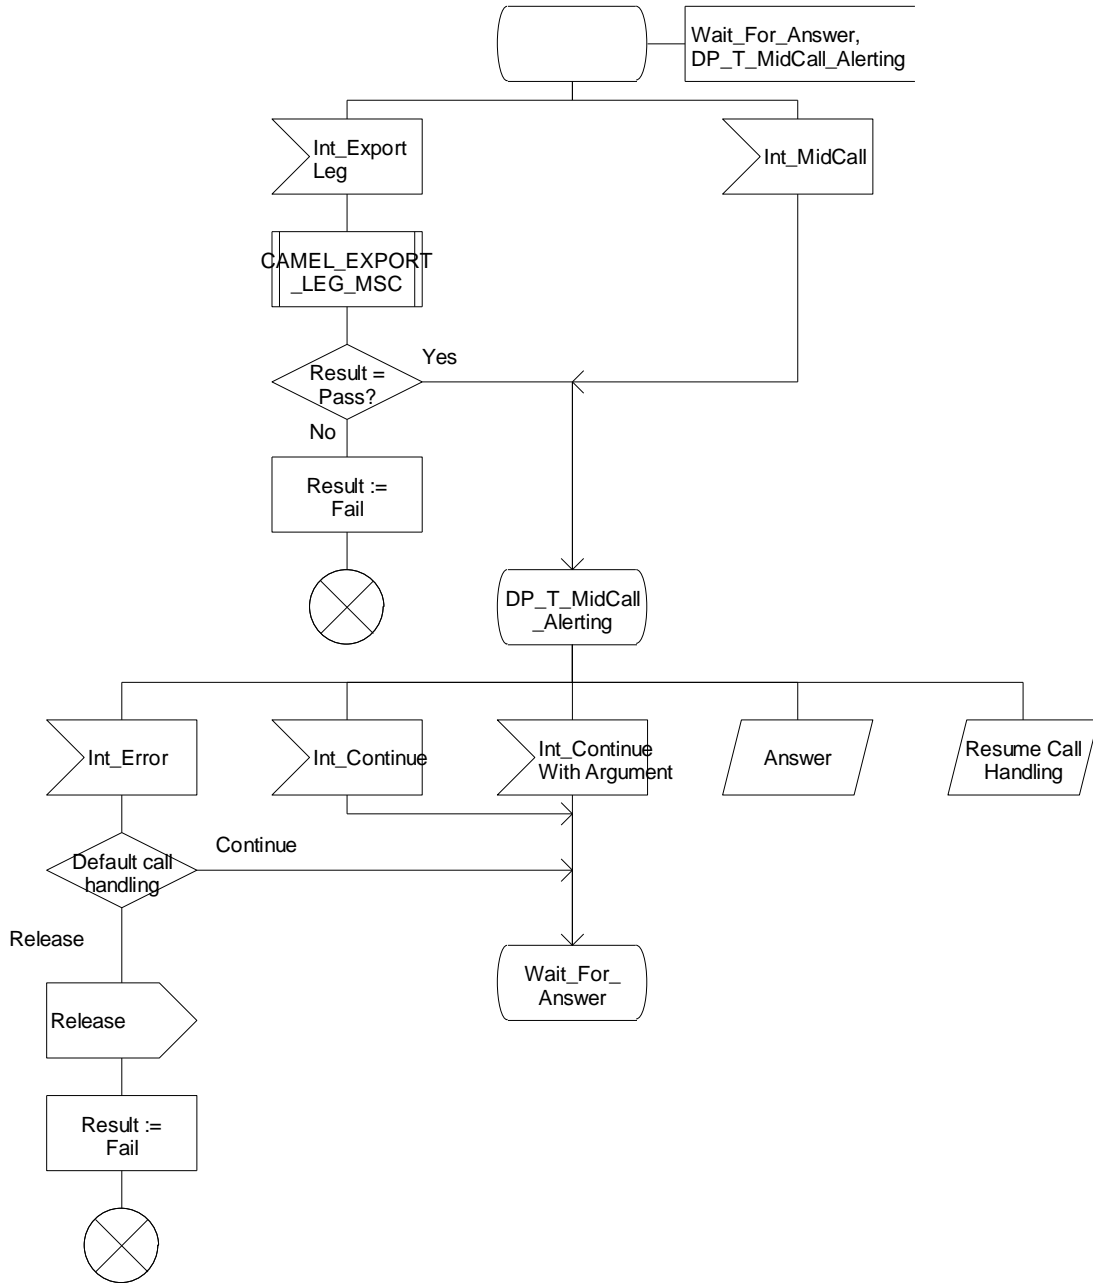 Wait_For_Answer,
DP_T_MidCall_Alerting
Int_Export
Leg
Int_MidCall
CAMEL_EXPORT
_LEG_MSC
Yes
Result =
Pass?
No
Result :=
Fail
DP_T_MidCall
_Alerting
Int_Error
Int_Continue
Int_Continue
With Argument
Answer
Resume Call
Handling
Continue
Default call
handling
Release
Wait_For_
Answer
Release
Result :=
Fail